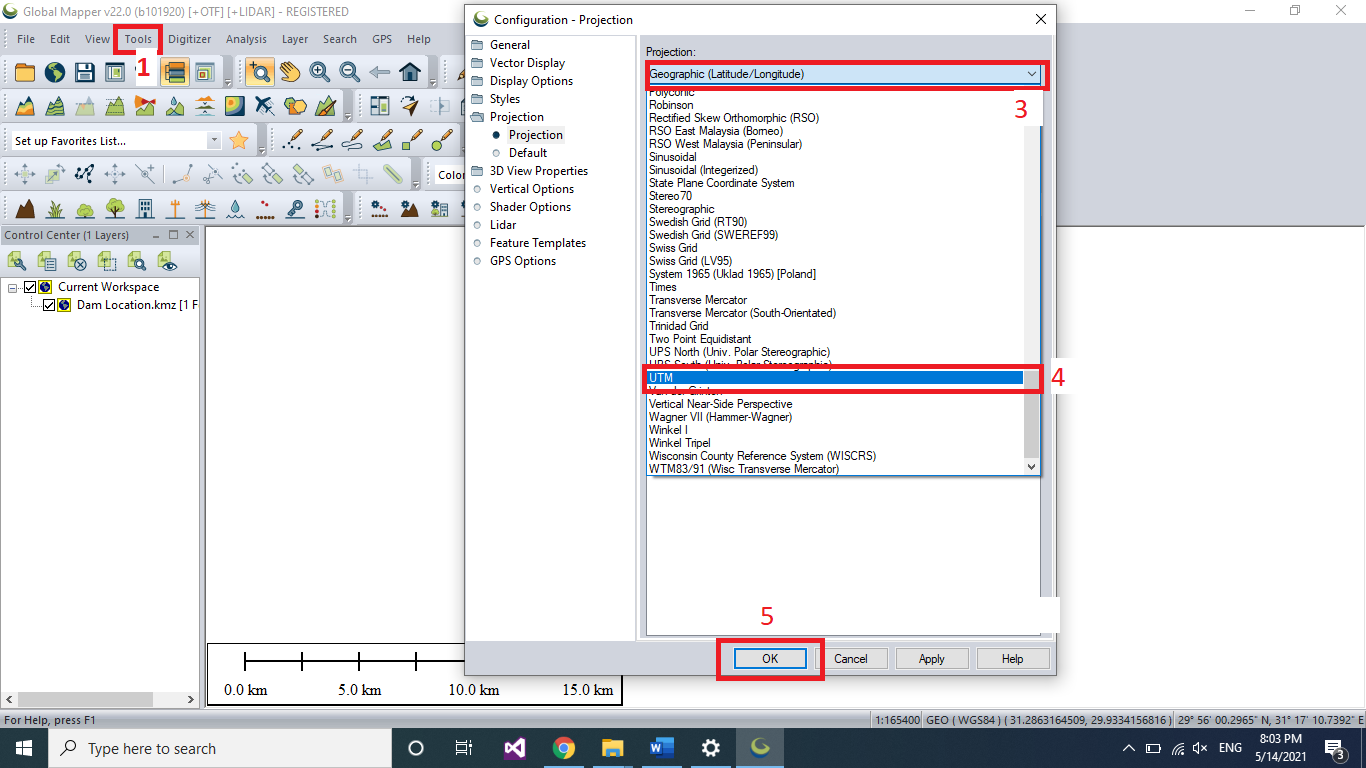 Global Mapper v22.0 (b101920) [+OTF] [+LIDAR] - REGISTERED
File Edit View Tools Digitizer Analysis Layer Search GPS Help
1
Set up Favorites List...
Color
Control Center (1 Layers)
Current Workspace
Dam Location.kmz [1 F
Configuration - Projection
General
Vector Display
Display Options
Styles
Projection
Projection
Default
3D View Properties
Vertical Options
Shader Options
Lidar
Feature Templates
GPS Options
Projection:
Geographic (Latitude/Longitude)
3
Polyconic
Robinson
Rectified Skew Orthomorphic (RSO)
RSO East Malaysia (Borneo)
RSO West Malaysia (Peninsular)
Sinusoidal
Sinusoidal (Integerized)
State Plane Coordinate System
Stereo70
Stereographic
Swedish Grid (RT90)
Swedish Grid (SWEREF99)
Swiss Grid
Swiss Grid (LV95)
System 1965 (Uklad 1965) [Poland]
Times
Transverse Mercator
Transverse Mercator (South-Orientated)
Trinidad Grid
Two Point Equidistant
UPS North (Univ. Polar Stereographic)
UPS South (Univ. Polar Stereographic)
UTM
4
Van der Grinten
Vertical Near-Side Perspective
Wagner VII (Hammer-Wagner)
Winkel I
Winkel Tripel
Wisconsin County Reference System (WISCRS)
WTM83/91 (Wisc Transverse Mercator)
5
OK Cancel Apply Help
0.0 km 5.0 km 10.0 km 15.0 km
For Help, press F1
1:165400 GEO ( WGS84 ) ( 31.2863164509, 29.9334156816 ) 29° 56' 00.2965" N, 31° 17' 10.7392" E
Type here to search
ENG
8:03 PM
5/14/2021
3